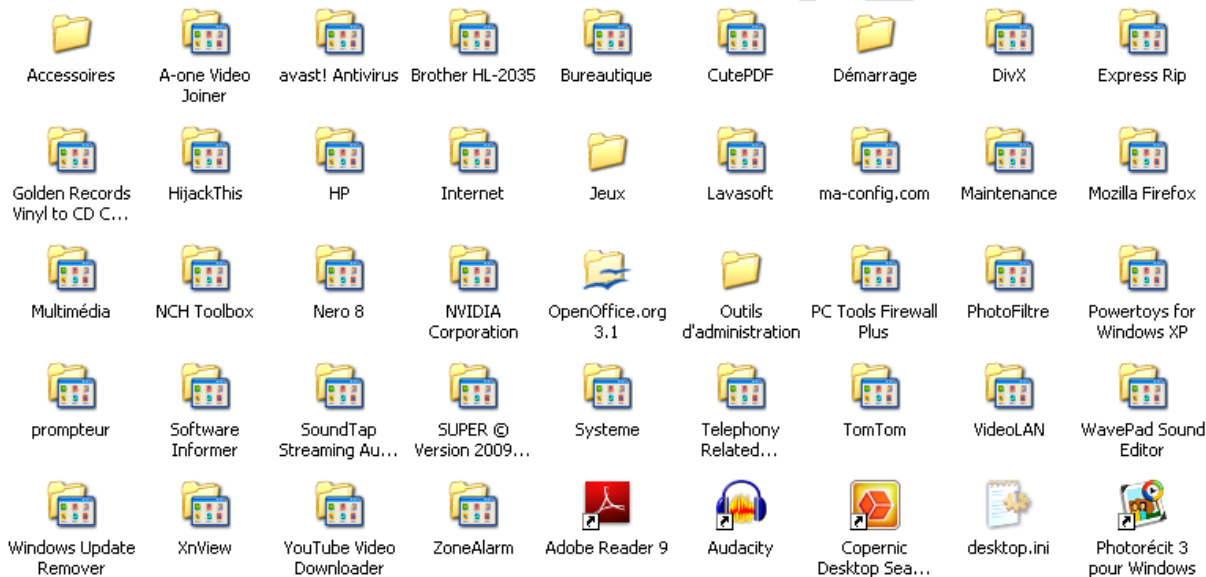 Accessoires
A-one Video
Joiner
avast! Antivirus
Brother HL-2035
Bureautique
CutePDF
Démarrage
DivX
Express Rip
Golden Records
Vinyl to CD C...
HijackThis
HP
Internet
Jeux
Lavasoft
ma-config.com
Maintenance
Mozilla Firefox
Multimédia
NCH Toolbox
Nero 8
NVIDIA
Corporation
OpenOffice.org
3.1
Outils
d'administration
PC Tools Firewall
Plus
PhotoFiltre
Powertoys for
Windows XP
prompteur
Software
Informer
SoundTap
Streaming Au...
SUPER ©
Version 2009...
Systeme
Telephony
Related...
TomTom
VideoLAN
WavePad Sound
Editor
Windows Update
Remover
XnView
YouTube Video
Downloader
ZoneAlarm
Adobe Reader 9
Audacity
Copernic
Desktop Sea...
desktop.ini
Photorécit 3
pour Windows